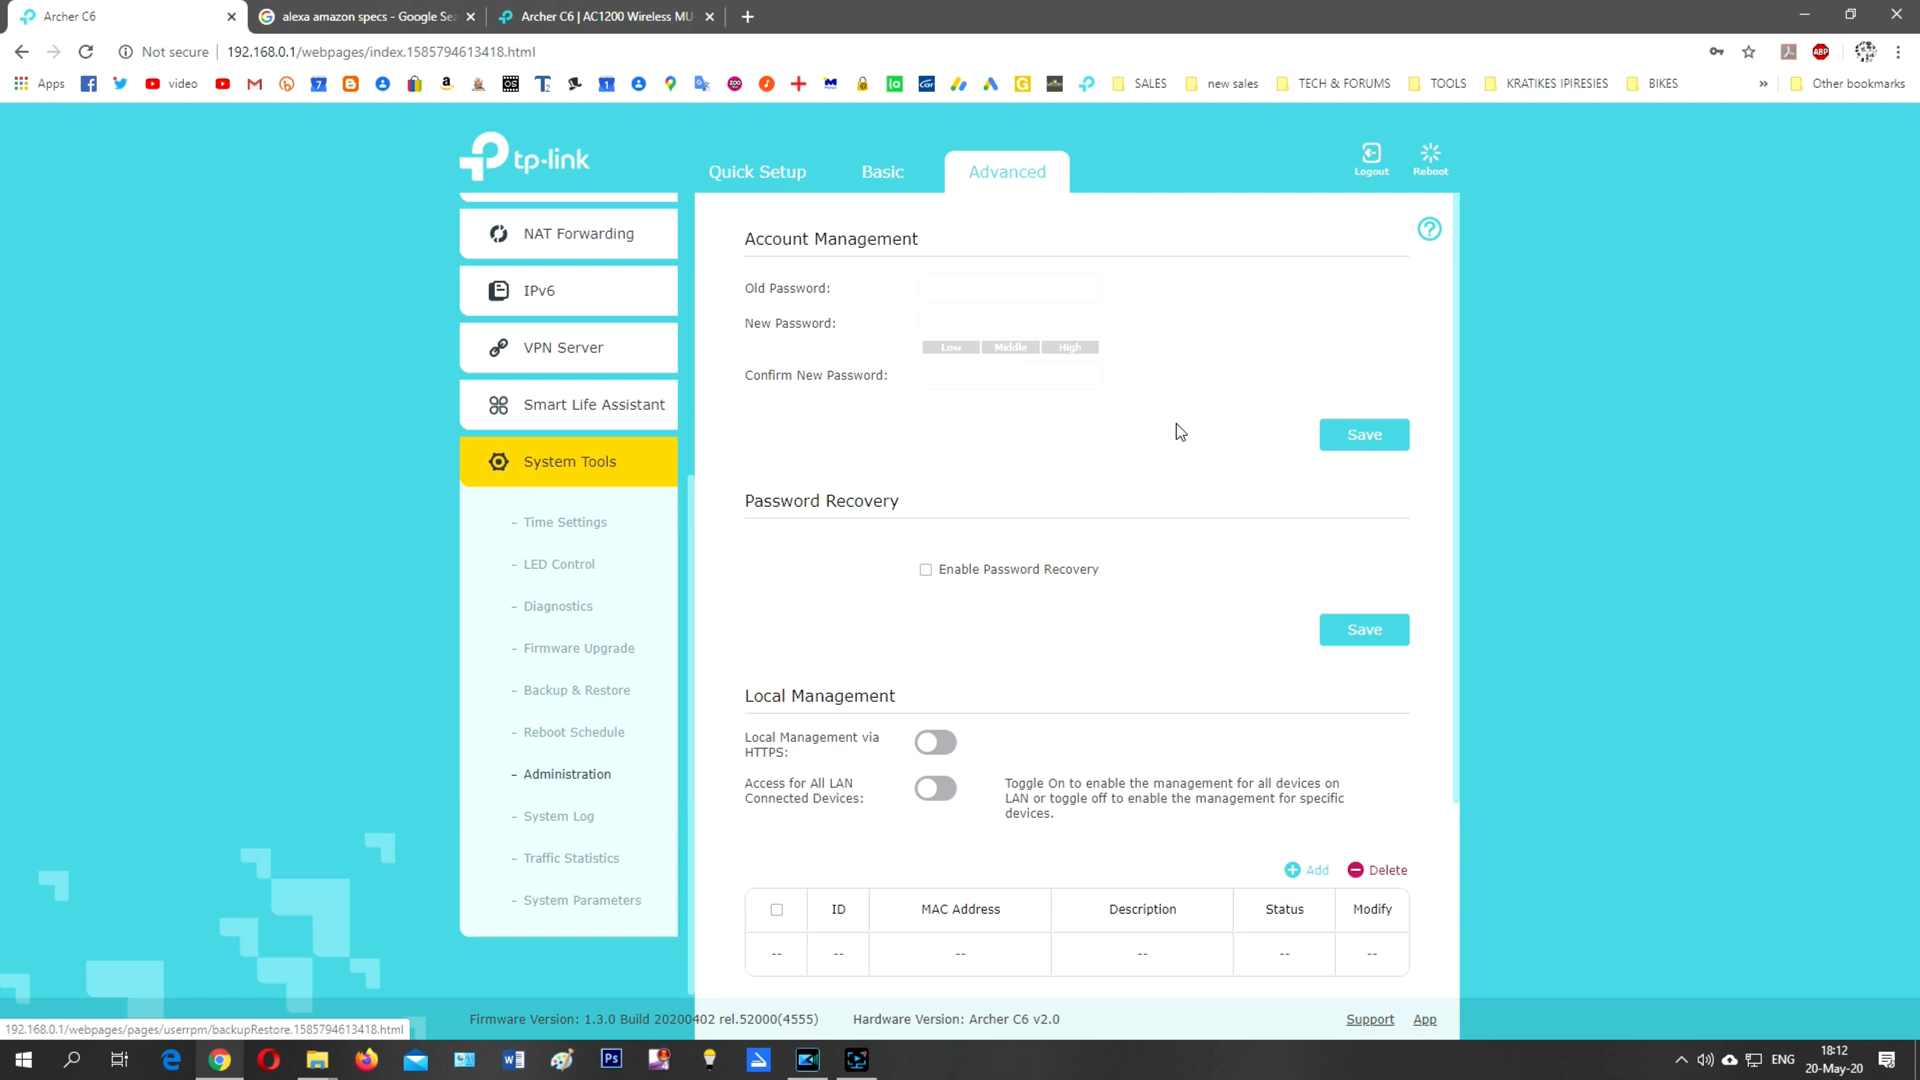 Archer C6
alexa amazon specs - Google Sea
Archer C6 | AC1200 Wireless MU-
Not secure
192.168.0.1/webpages/index.1585794613418.html
ABP
Apps
video
SALES
new sales
TECH & FORUMS
TOOLS
KRATIKES IPIRESIES
BIKES
»
Other bookmarks
tp-link
Quick Setup
Basic
Advanced
Logout
Reboot
NAT Forwarding
IPv6
VPN Server
Smart Life Assistant
System Tools
- Time Settings
- LED Control
- Diagnostics
- Firmware Upgrade
- Backup & Restore
- Reboot Schedule
- Administration
- System Log
- Traffic Statistics
- System Parameters
Account Management
?
Old Password:
New Password:
Low Middle High
Confirm New Password:
Save
Password Recovery
Enable Password Recovery
Save
Local Management
Local Management via
HTTPS:
Access for All LAN
Connected Devices:
Toggle On to enable the management for all devices on
LAN or toggle off to enable the management for specific
devices.
Add
Delete
ID MAC Address Description Status Modify
-- -- -- -- -- --
Firmware Version: 1.3.0 Build 20200402 rel.52000(4555)
Hardware Version: Archer C6 v2.0
Support
App
192.168.0.1/webpages/pages/userrpm/backupRestore.1585794613418.html
Ps
ENG
18:12
20-May-20